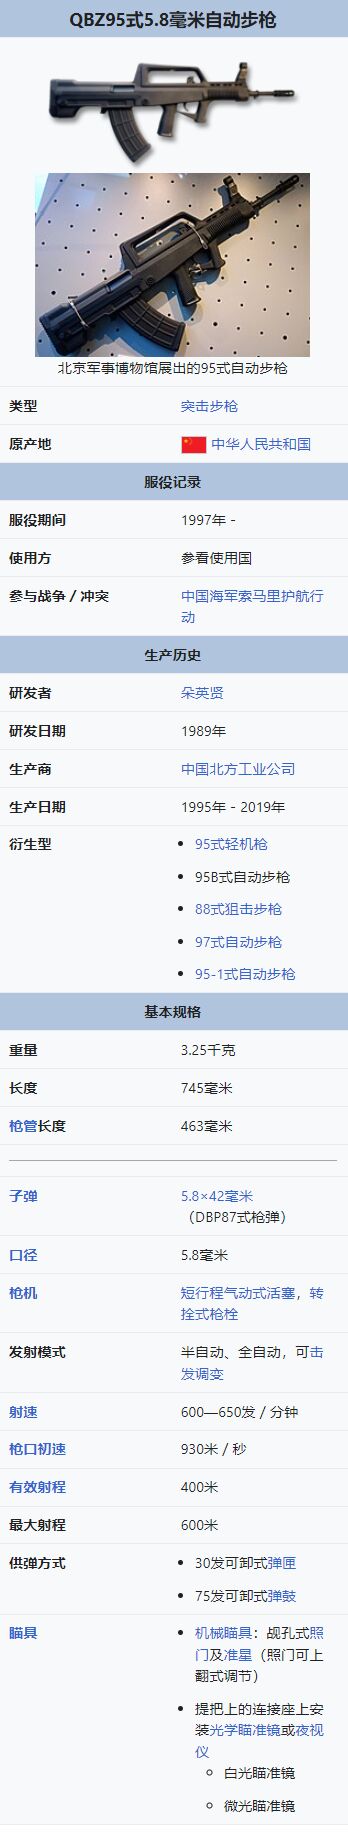 QBZ95式5.8毫米自动步枪
北京军事博物馆展出的95式自动步枪
类型 突击步枪
原产地 中华人民共和国
服役记录
服役期间 1997年 -
使用方 参看使用国
参与战争 / 冲突 中国海军索马里护航行
动
生产历史
研发者 朵英贤
研发日期 1989年
生产商 中国北方工业公司
生产日期 1995年 - 2019年
衍生型 • 95式轻机枪
• 95B式自动步枪
• 88式狙击步枪
• 97式自动步枪
• 95-1式自动步枪
基本规格
重量 3.25千克
长度 745毫米
枪管长度 463毫米
子弹 5.8×42毫米
（DBP87式枪弹）
口径 5.8毫米
枪机 短行程气动式活塞，转
拴式枪栓
发射模式 半自动、全自动，可击
发调变
射速 600—650发 / 分钟
枪口初速 930米 / 秒
有效射程 400米
最大射程 600米
供弹方式 • 30发可卸式弹匣
• 75发可卸式弹鼓
瞄具 • 机械瞄具：觇孔式照
门及准星（照门可上
翻式调节）
• 提把上的连接座上安
装光学瞄准镜或夜视
仪
◦ 白光瞄准镜
◦ 微光瞄准镜